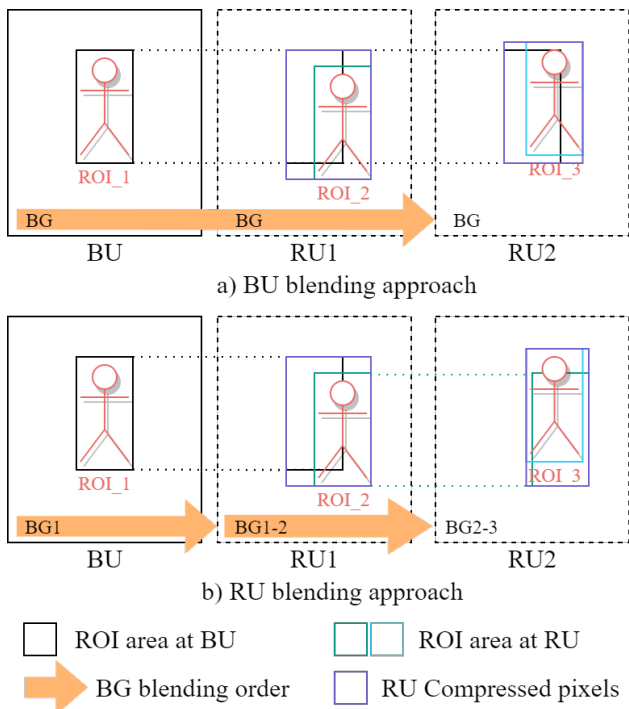 ROI_1
ROI_2
ROI_3
BG
BG
BG
BU
RU1
RU2
a) BU blending approach
ROI_1
ROI_2
ROI_3
BG1
BG1-2
BG2-3
BU
RU1
RU2
b) RU blending approach
ROI area at BU
ROI area at RU
BG blending order
RU Compressed pixels